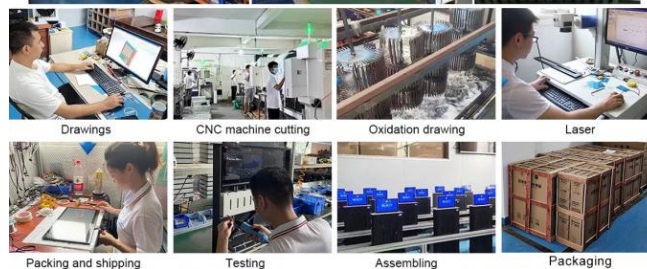 Drawings
CNC machine cutting
Oxidation drawing
Laser
Packing and shipping
Testing
Assembling
Packaging